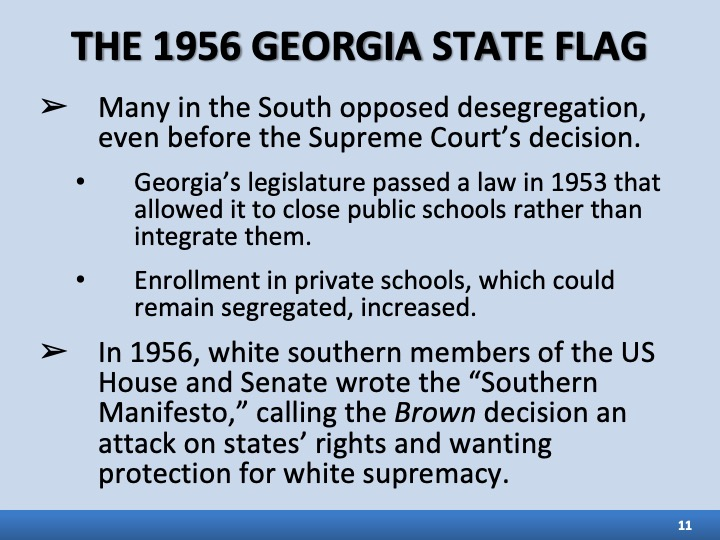 THE 1956 GEORGIA STATE FLAG
➢ Many in the South opposed desegregation,
even before the Supreme Court’s decision.
• Georgia’s legislature passed a law in 1953 that
allowed it to close public schools rather than
integrate them.
• Enrollment in private schools, which could
remain segregated, increased.
➢ In 1956, white southern members of the US
House and Senate wrote the “Southern
Manifesto,” calling the Brown decision an
attack on states’ rights and wanting
protection for white supremacy.
11